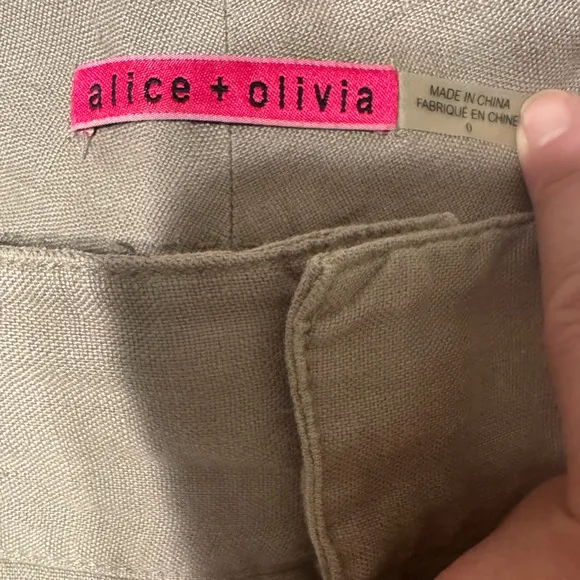 alice + olivia
MADE IN CHINA
FABRIQUE EN CHINE
0